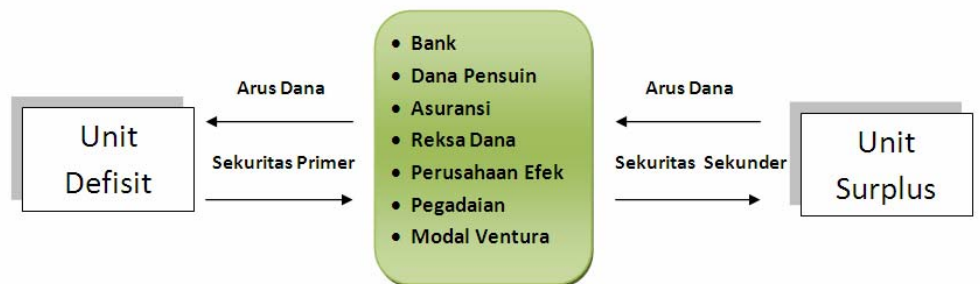 Unit
Defisit
Arus Dana
Sekuritas Primer
• Bank
• Dana Pensuin
• Asuransi
• Reksa Dana
• Perusahaan Efek
• Pegadaian
• Modal Ventura
Arus Dana
Sekuritas Sekunder
Unit
Surplus